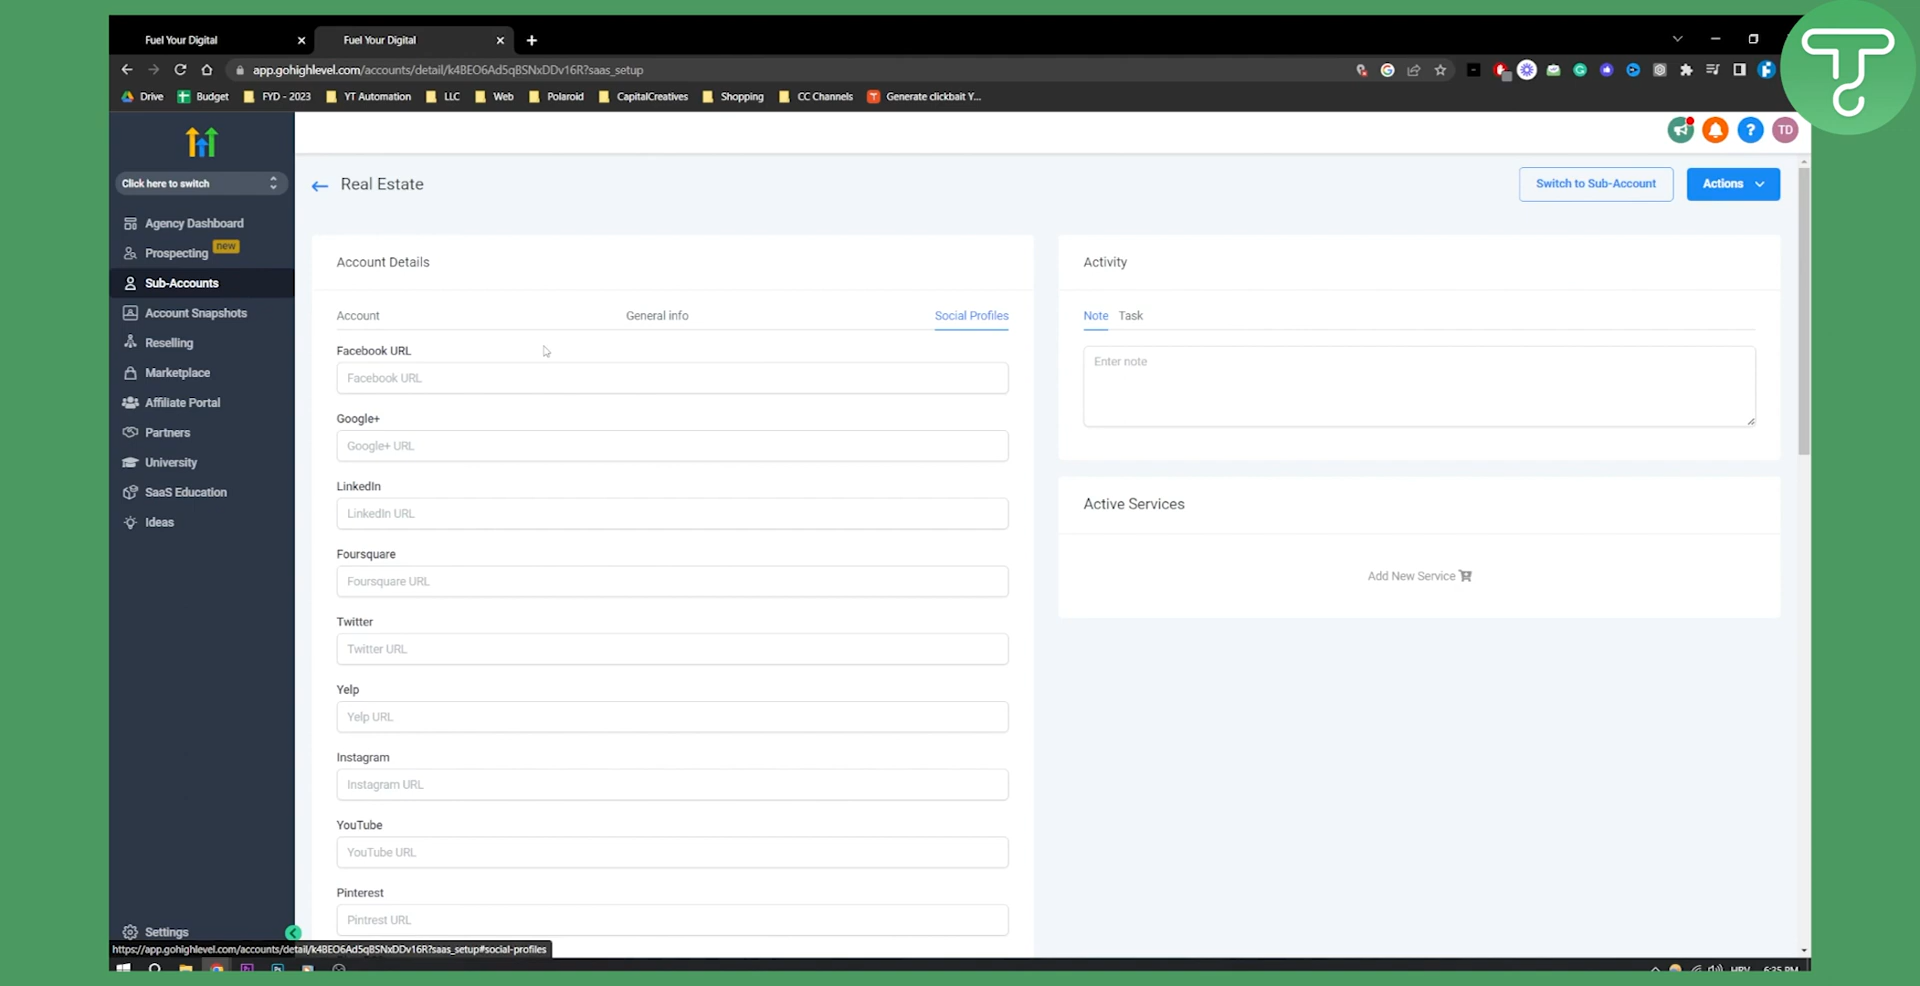 Fuel Your Digital
Fuel Your Digital
app.gohighlevel.com/accounts/detail/k4BEO6Ad5qBSNxDDv16R?saas_setup
Drive Budget FYD - 2023 YT Automation LLC Web Polaroid CapitalCreatives Shopping CC Channels Generate clickbait Y...
TD
Click here to switch
Real Estate
Switch to Sub-Account
Actions
Agency Dashboard
Prospecting new
Sub-Accounts
Account Snapshots
Reselling
Marketplace
Affiliate Portal
Partners
University
SaaS Education
Ideas
Settings
Account Details
Account General info Social Profiles
Facebook URL
Facebook URL
Google+
Google+ URL
LinkedIn
LinkedIn URL
Foursquare
Foursquare URL
Twitter
Twitter URL
Yelp
Yelp URL
Instagram
Instagram URL
YouTube
YouTube URL
Pinterest
Pintrest URL
Activity
Note Task
Enter note
Active Services
Add New Service
https://app.gohighlevel.com/accounts/detail/k4BEO6Ad5qBSNxDDv16R?saas_setup#social-profiles
HRV 6:35 PM